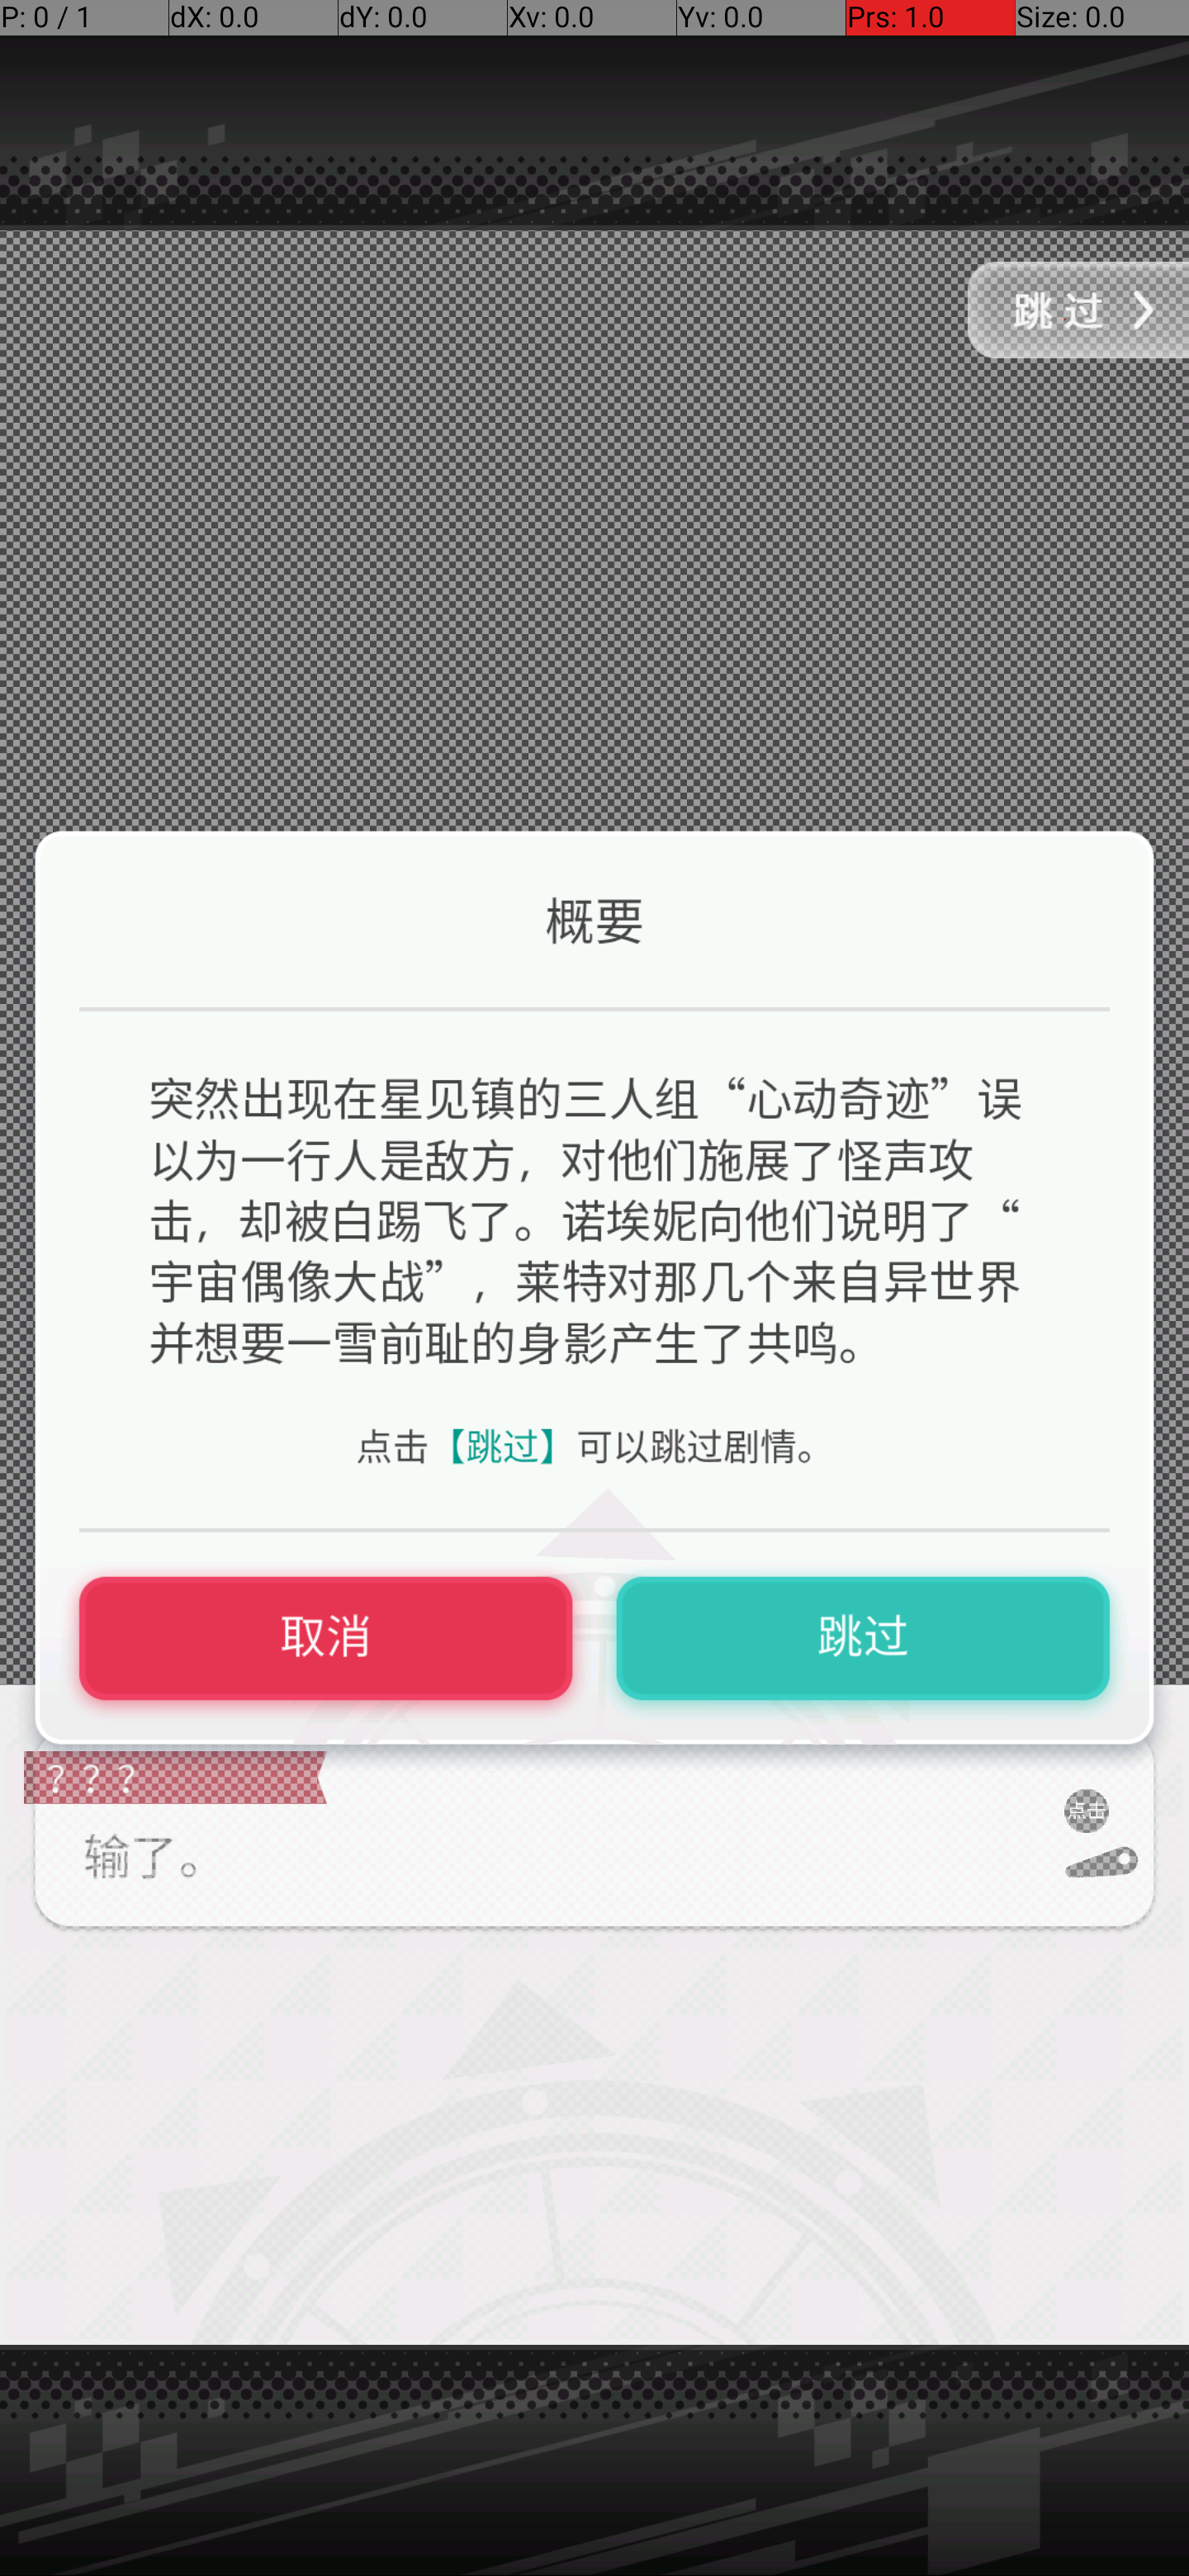 P: 0 / 1 dX: 0.0 dY: 0.0 Xv: 0.0 Yv: 0.0 Prs: 1.0 Size: 0.0
跳过
概要
突然出现在星见镇的三人组“心动奇迹”误
以为一行人是敌方，对他们施展了怪声攻
击，却被白踢飞了。诺埃妮向他们说明了“
宇宙偶像大战”，莱特对那几个来自异世界
并想要一雪前耻的身影产生了共鸣。
点击【跳过】可以跳过剧情。
取消
跳过
？？？
点击
输了。